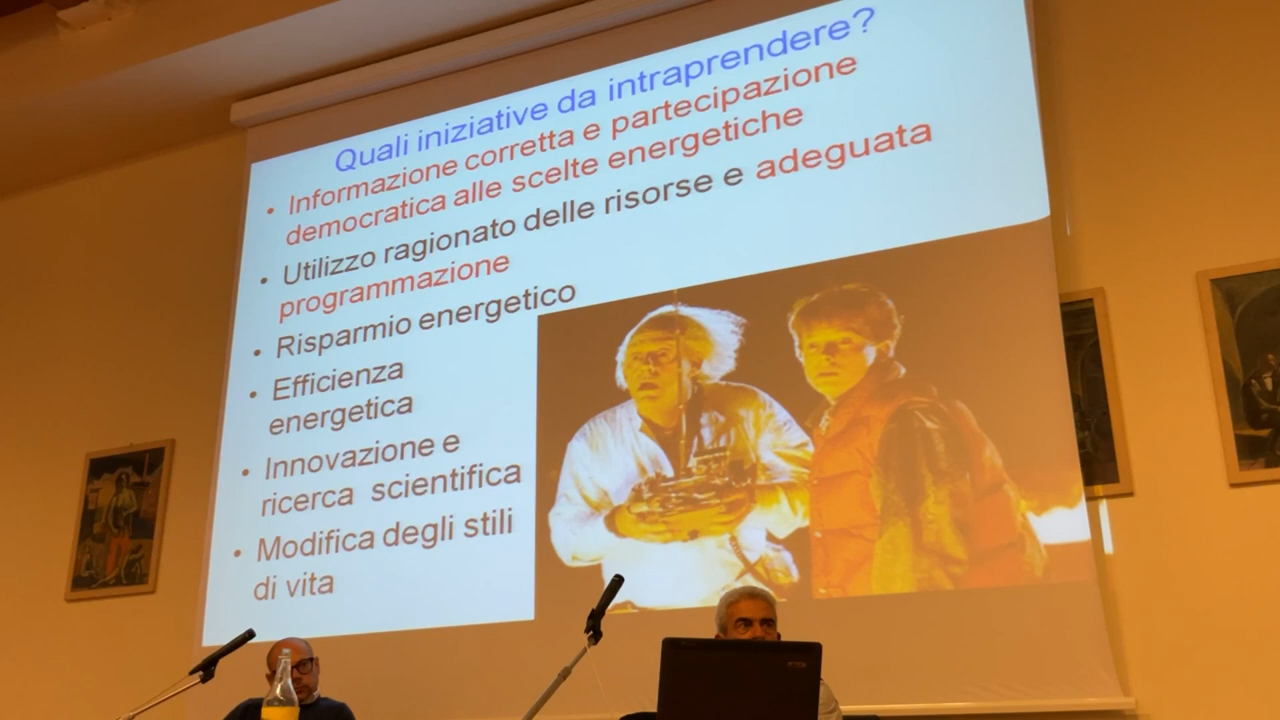 Quali iniziative da intraprendere?
• Informazione corretta e partecipazione
democratica alle scelte energetiche
• Utilizzo ragionato delle risorse e adeguata
programmazione
• Risparmio energetico
• Efficienza
energetica
• Innovazione e
ricerca scientifica
• Modifica degli stili
di vita